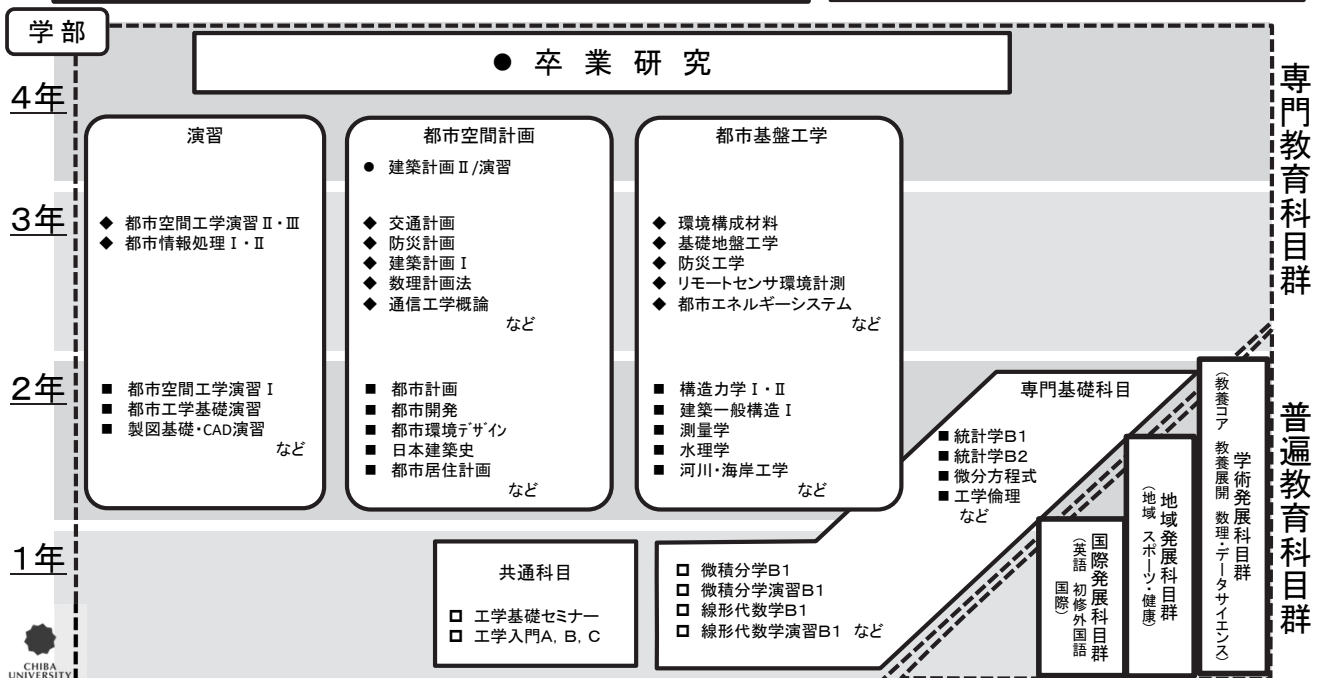 学部
● 卒業研究
専門教育科目群
4年
演習
都市空間計画
都市基盤工学
● 建築計画Ⅱ/演習
3年
◆ 都市空間工学演習Ⅱ・Ⅲ
◆ 都市情報処理Ⅰ・Ⅱ
◆ 交通計画
◆ 防災計画
◆ 建築計画Ⅰ
◆ 数理計画法
◆ 通信工学概論
など
◆ 環境構成材料
◆ 基礎地盤工学
◆ 防災工学
◆ リモートセンサ環境計測
◆ 都市エネルギーシステム
など
2年
■ 都市空間工学演習Ⅰ
■ 都市工学基礎演習
■ 製図基礎・CAD演習
など
■ 都市計画
■ 都市開発
■ 都市環境デザイン
■ 日本建築史
■ 都市居住計画
など
■ 構造力学Ⅰ・Ⅱ
■ 建築一般構造Ⅰ
■ 測量学
■ 水理学
■ 河川・海岸工学
など
専門基礎科目
■ 統計学B1
■ 統計学B2
■ 微分方程式
■ 工学倫理
など
普遍教育科目群
学術発展科目群
(教養コア 教養展開 数理・データサイエンス)
地域発展科目群
(地域 スポーツ・健康)
国際発展科目群
(英語 初修外国語
国際)
1年
共通科目
□ 工学基礎セミナー
□ 工学入門A, B, C
□ 微積分学B1
□ 微積分学演習B1
□ 線形代数学B1
□ 線形代数学演習B1 など
CHIBA
UNIVERSITY